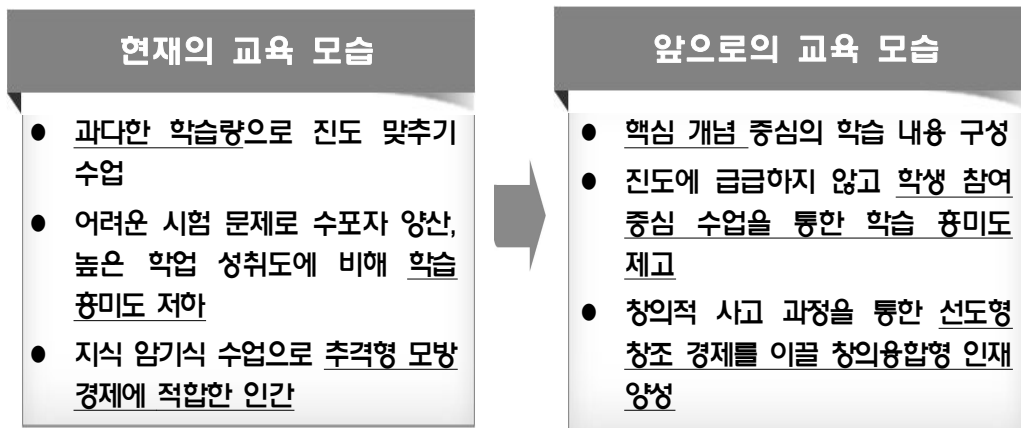 현재의 교육 모습
● 과다한 학습량으로 진도 맞추기
수업
● 어려운 시험 문제로 수포자 양산,
높은 학업 성취도에 비해 학습
흥미도 저하
● 지식 암기식 수업으로 추격형 모방
경제에 적합한 인간
앞으로의 교육 모습
● 핵심 개념 중심의 학습 내용 구성
● 진도에 급급하지 않고 학생 참여
중심 수업을 통한 학습 흥미도
제고
● 창의적 사고 과정을 통한 선도형
창조 경제를 이끌 창의융합형 인재
양성